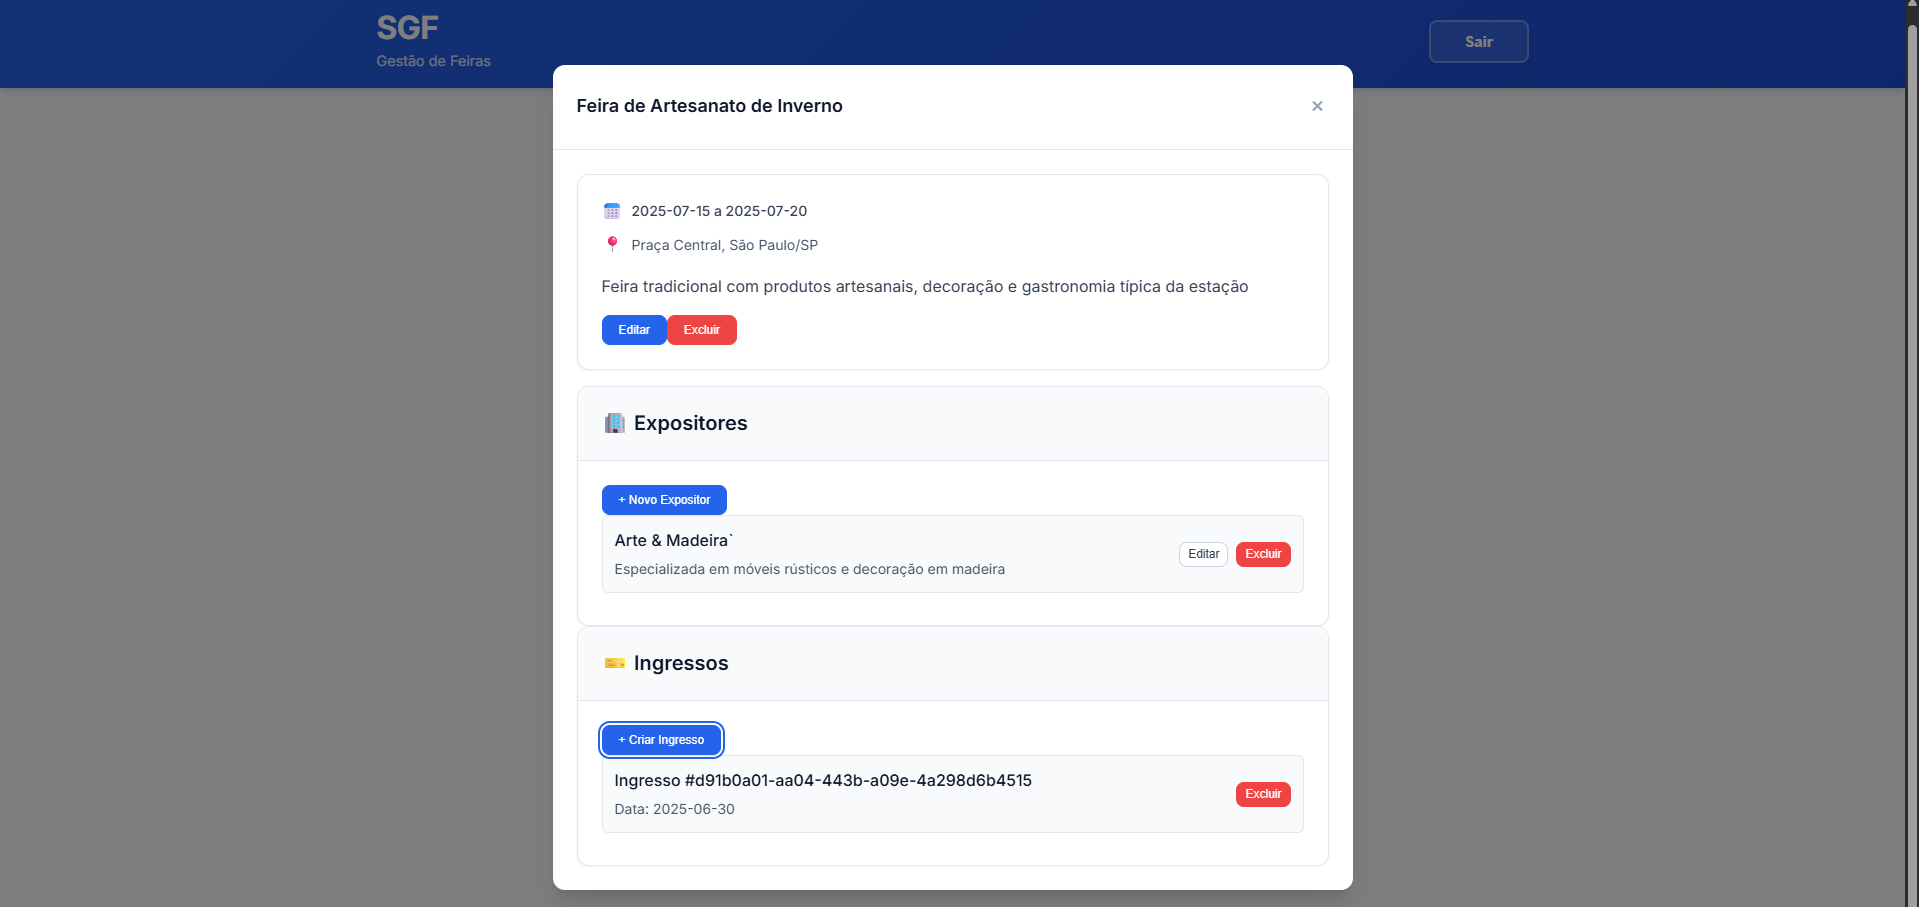 SGF
Gestão de Feiras
Sair
Feira de Artesanato de Inverno
×
2025-07-15 a 2025-07-20
Praça Central, São Paulo/SP
Feira tradicional com produtos artesanais, decoração e gastronomia típica da estação
Editar Excluir
Expositores
+ Novo Expositor
Arte & Madeira`
Especializada em móveis rústicos e decoração em madeira
Editar Excluir
Ingressos
+ Criar Ingresso
Ingresso #d91b0a01-aa04-443b-a09e-4a298d6b4515
Data: 2025-06-30
Excluir